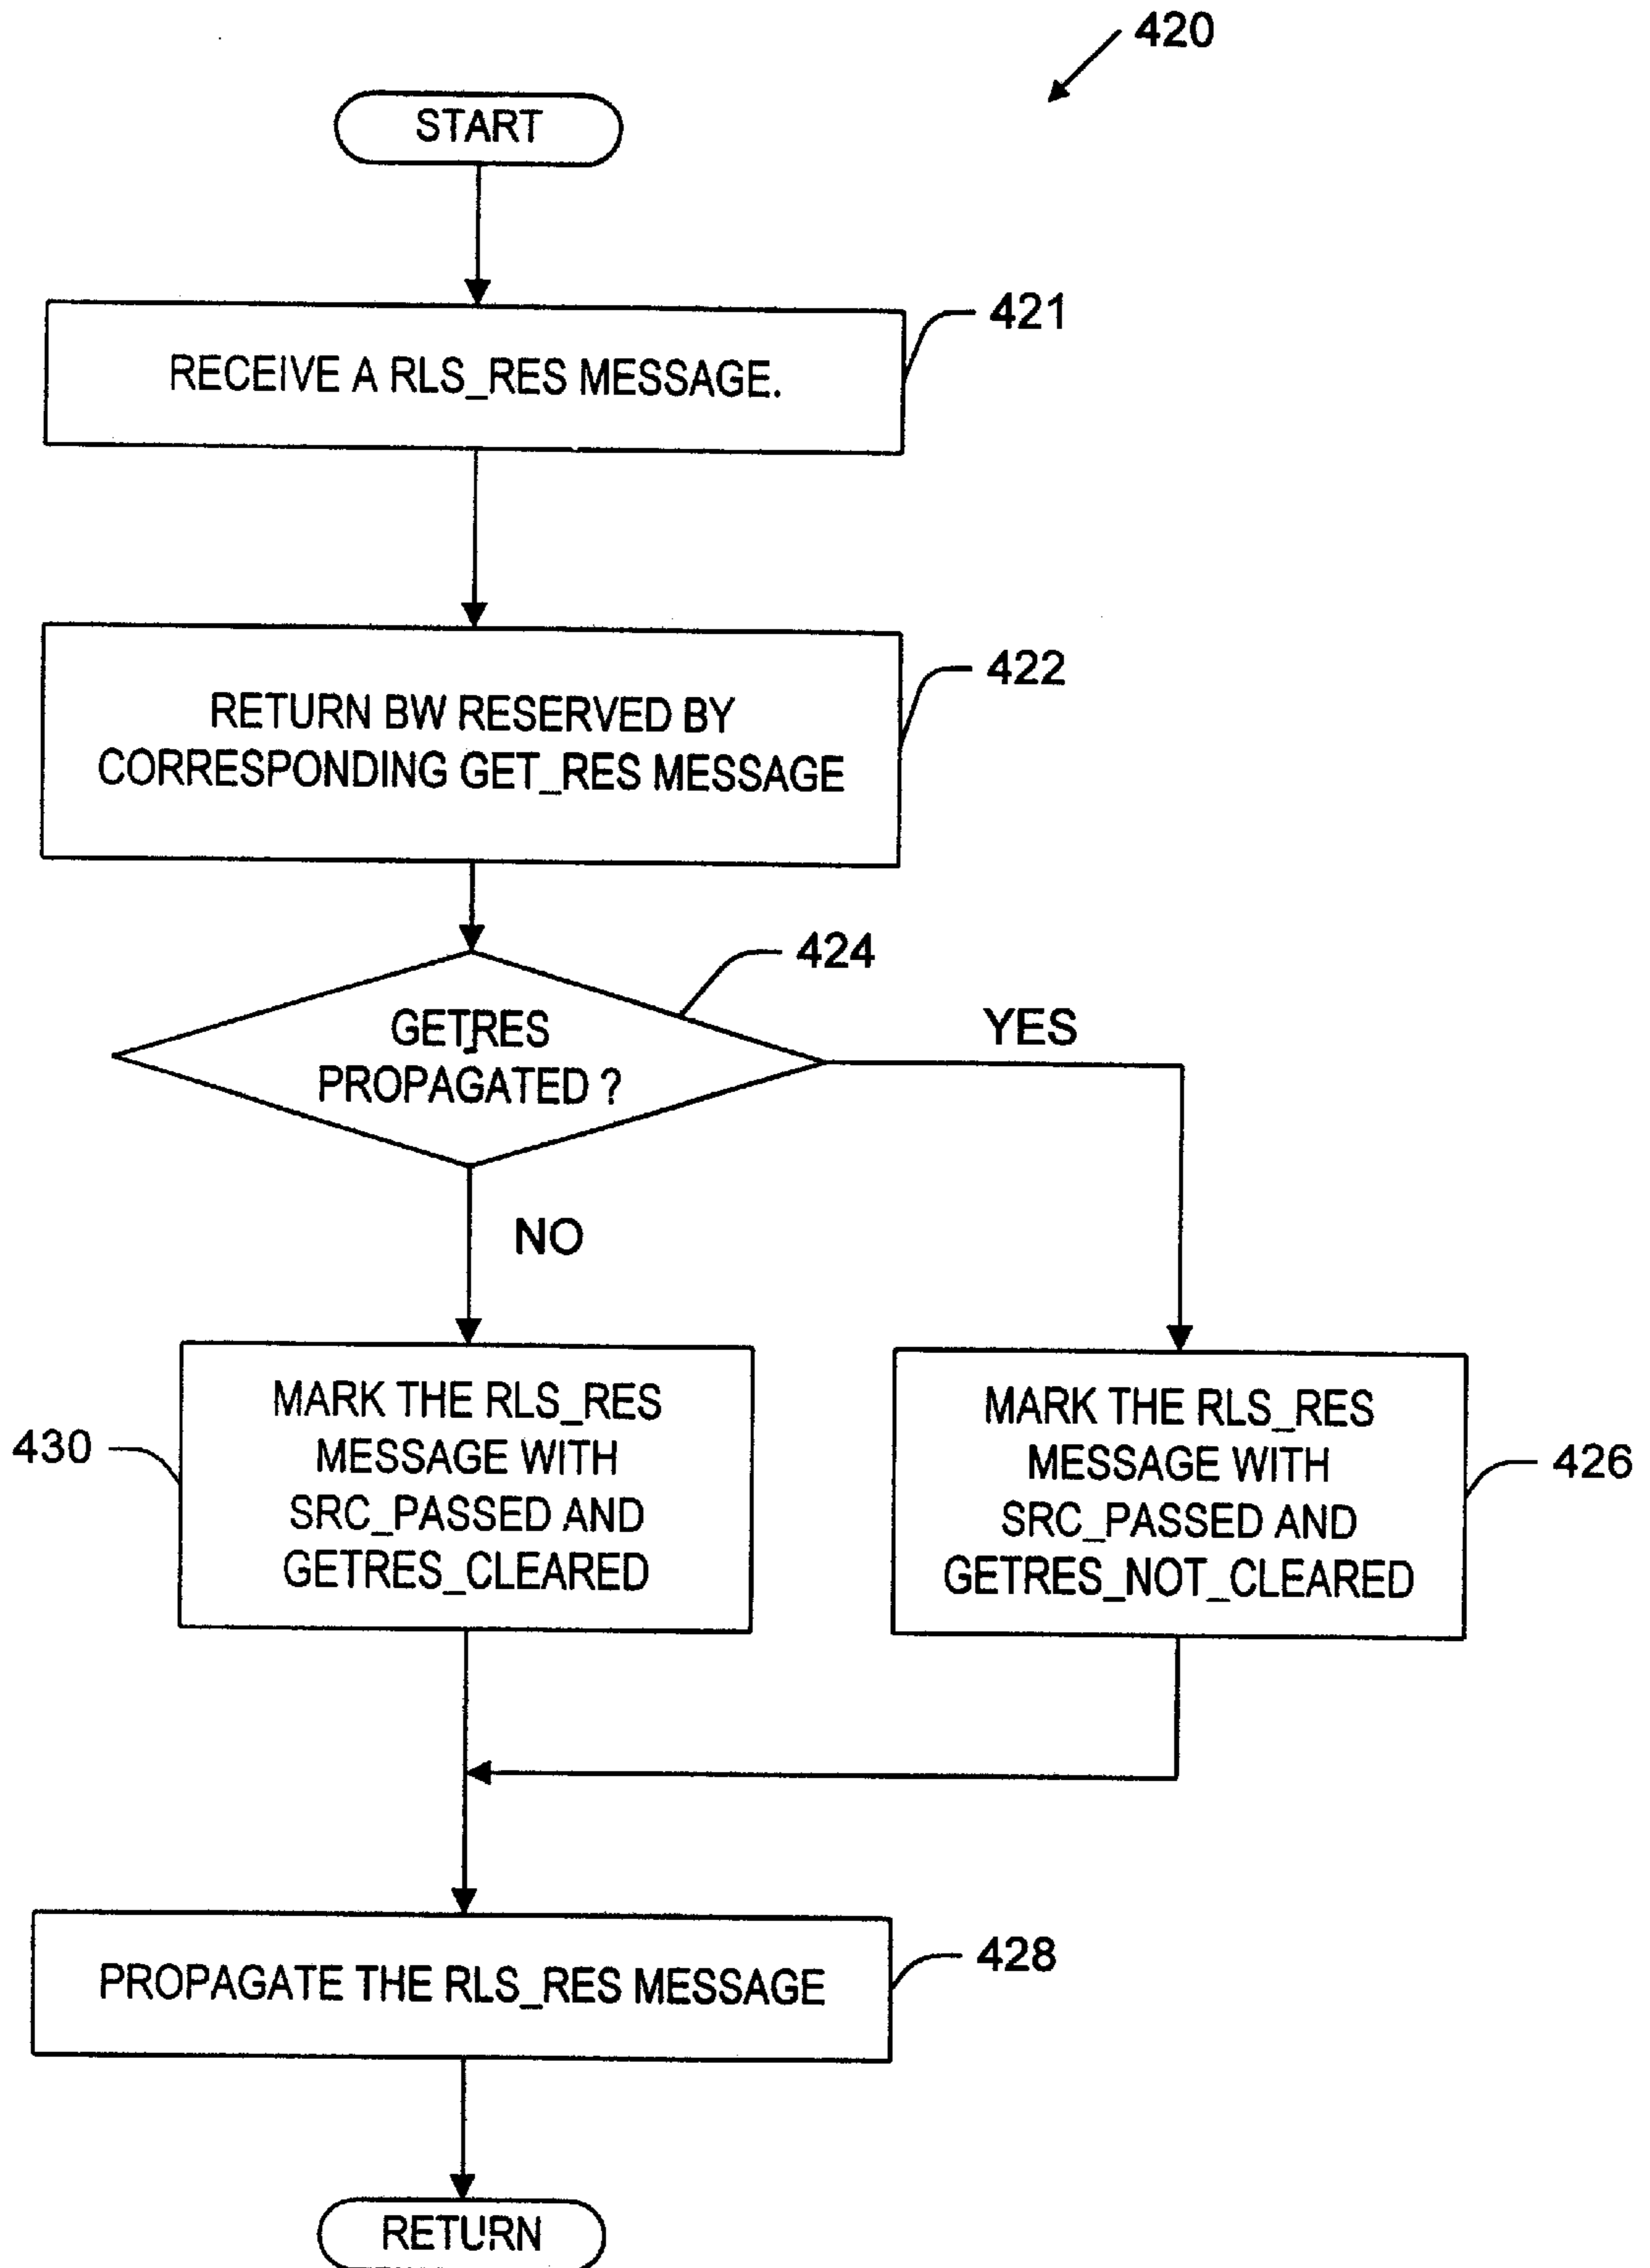 420
START
421
RECEIVE A RLS_RES MESSAGE.
422
RETURN BW RESERVED BY
CORRESPONDING GET_RES MESSAGE
424
GET_RES
PROPAGATED ?
YES
NO
430
MARK THE RLS_RES
MESSAGE WITH
SRC_PASSED AND
GETRES_CLEARED
MARK THE RLS_RES
MESSAGE WITH
SRC_PASSED AND
GETRES_NOT_CLEARED
426
PROPAGATE THE RLS_RES MESSAGE
428
RETURN